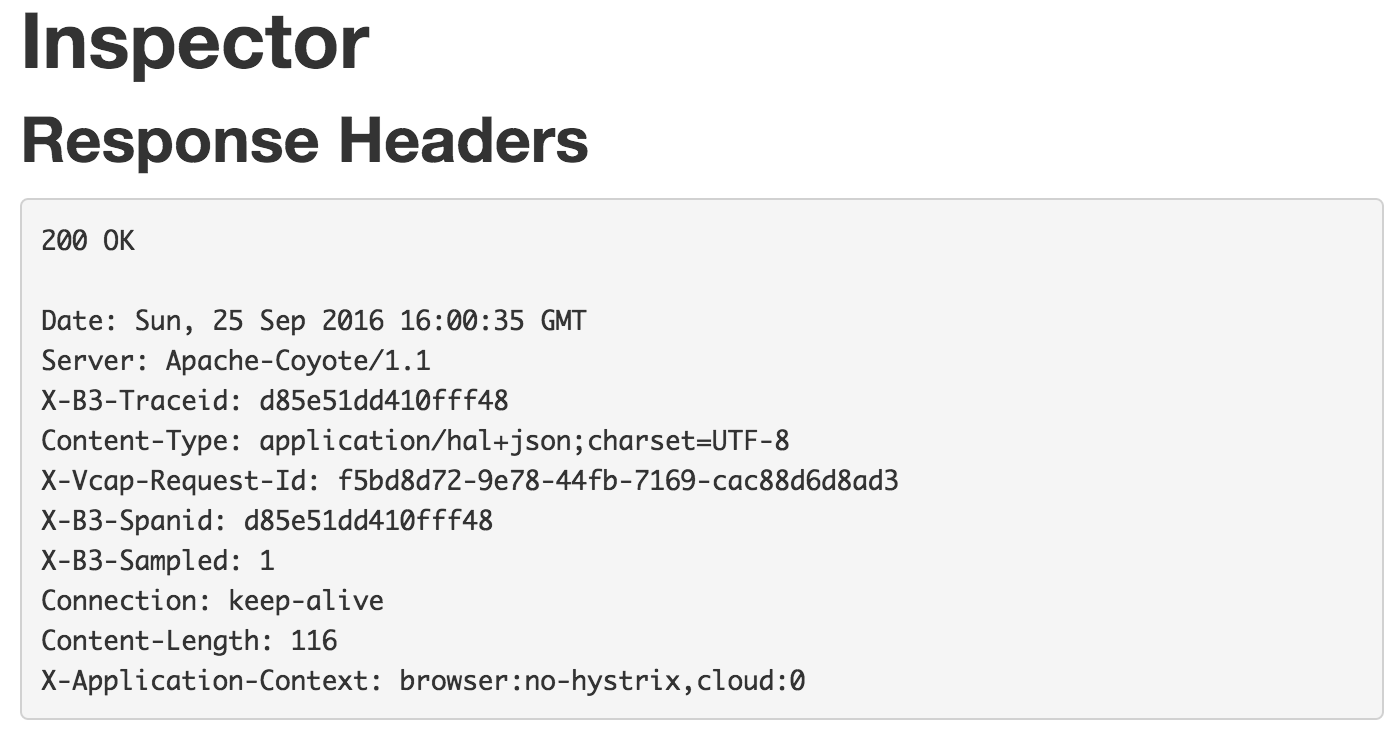 Inspector
Response Headers
200 OK
Date: Sun, 25 Sep 2016 16:00:35 GMT
Server: Apache-Coyote/1.1
X-B3-Traceid: d85e51dd410fff48
Content-Type: application/hal+json;charset=UTF-8
X-Vcap-Request-Id: f5bd8d72-9e78-44fb-7169-cac88d6d8ad3
X-B3-Spanid: d85e51dd410fff48
X-B3-Sampled: 1
Connection: keep-alive
Content-Length: 116
X-Application-Context: browser:no-hystrix,cloud:0